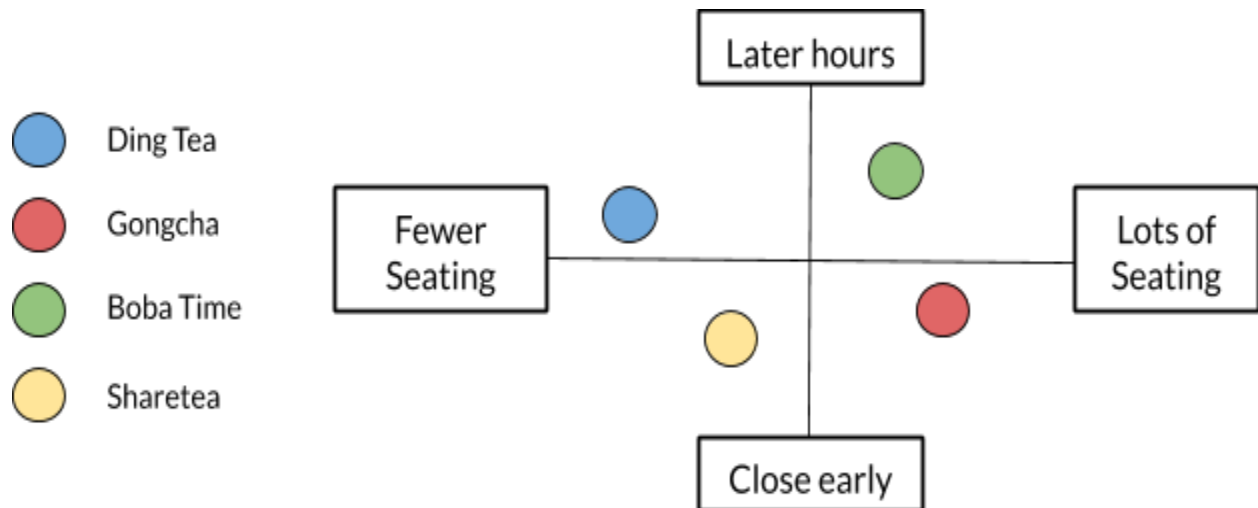 Later hours
Ding Tea
Gongcha
Boba Time
Sharetea
Fewer
Seating
Lots of
Seating
Close early